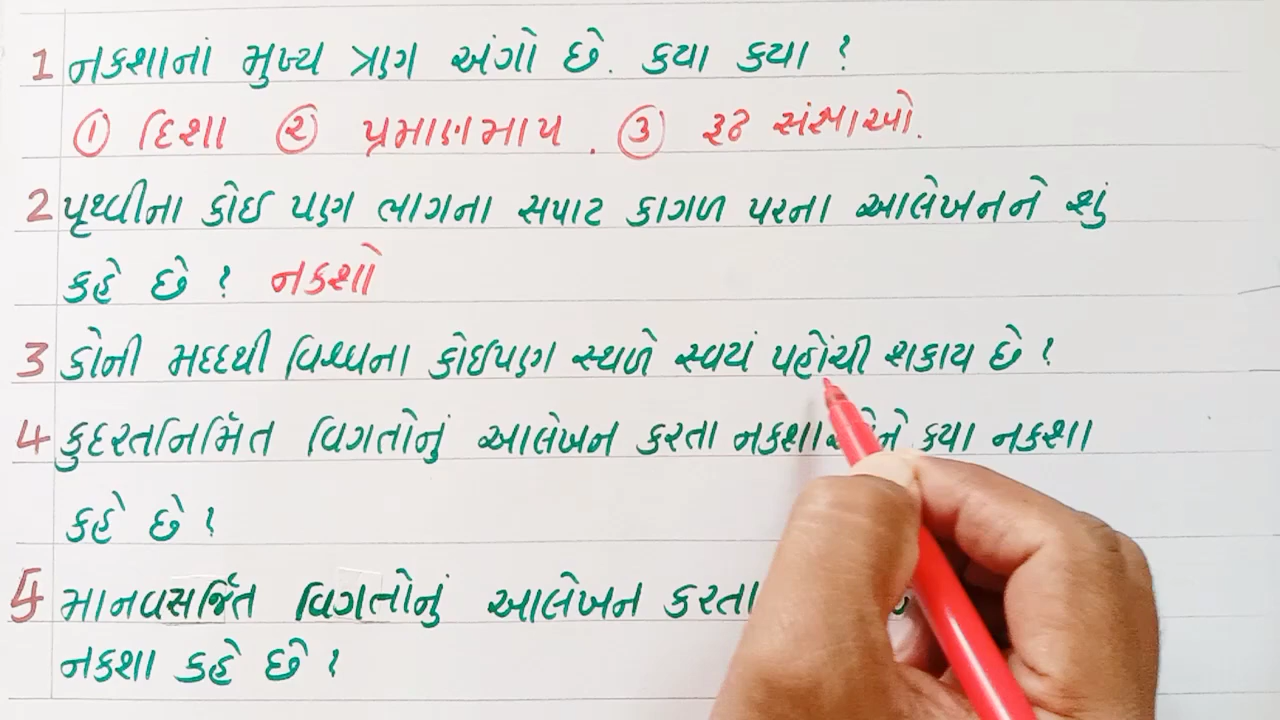 1 નકશાનાં મુખ્ય ત્રણ અંગો છે. કયા કયા ?
① દિશા ② પ્રમાણમાપ . ③ રૂઢ સંજ્ઞાઓ.
2 પૃથ્વીના કોઈ પણ ભાગના સપાટ કાગળ પરના આલેખનને શું
કહે છે ? નકશો
3 કોની મદદથી વિશ્વના કોઈપણ સ્થળે સ્વયં પહોંચી શકાય છે ?
4 કુદરતનિર્મિત વિગતોનું આલેખન કરતા કયા નકશા
કહે છે ?
5 માનવસર્જિત વિગતોનું આલેખન કરતા
નકશા કહે છે ?